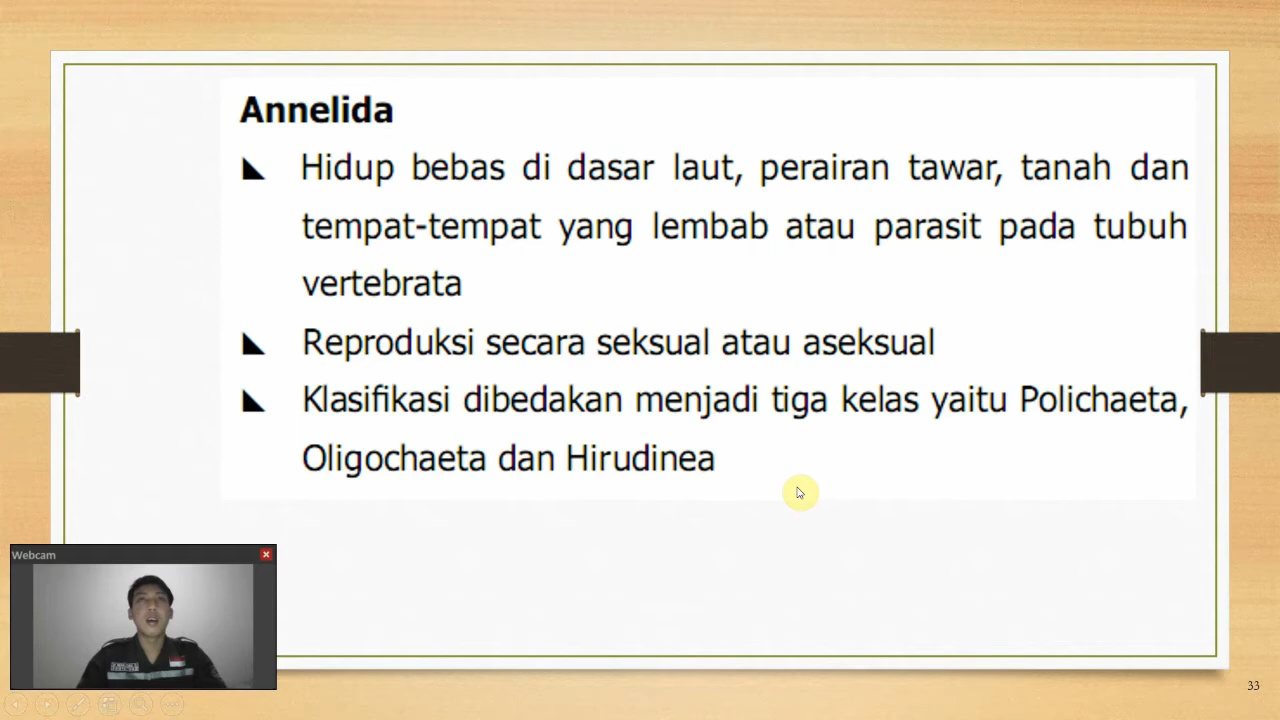 Annelida
Hidup bebas di dasar laut, perairan tawar, tanah dan
tempat-tempat yang lembab atau parasit pada tubuh
vertebrata
Reproduksi secara seksual atau aseksual
Klasifikasi dibedakan menjadi tiga kelas yaitu Polichaeta,
Oligochaeta dan Hirudinea
Webcam
33